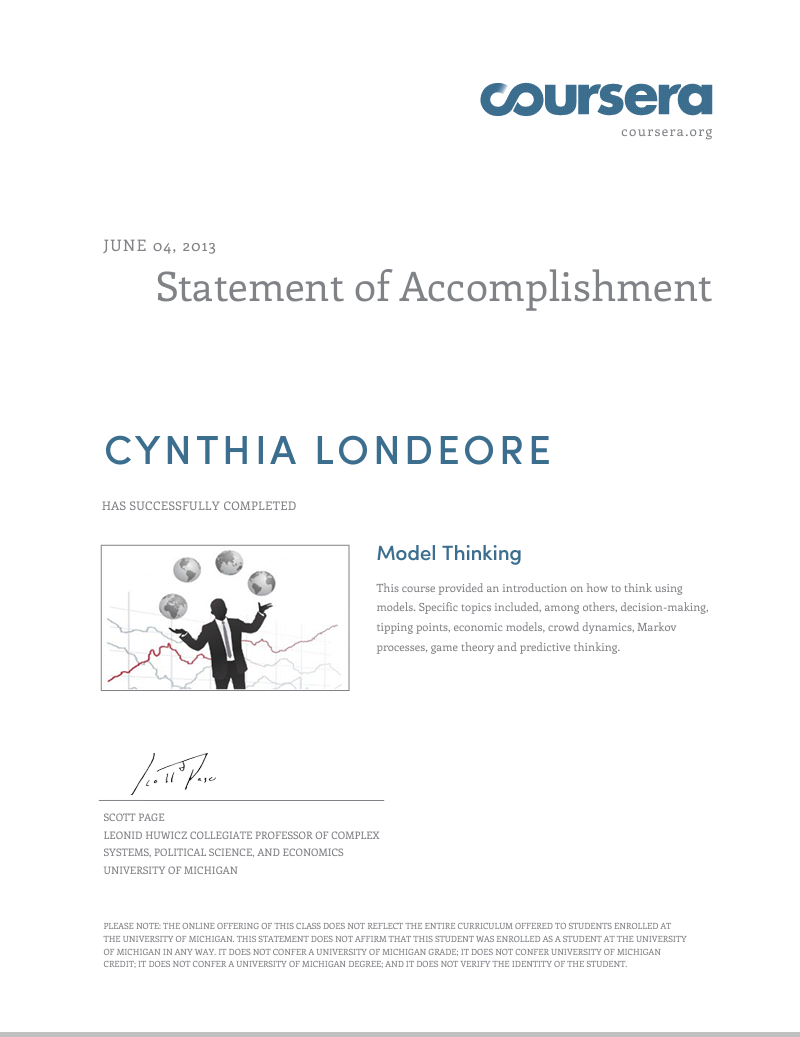 coursera
coursera.org
JUNE 04, 2013
Statement of Accomplishment
CYNTHIA LONDEORE
HAS SUCCESSFULLY COMPLETED
Model Thinking
This course provided an introduction on how to think using
models. Specific topics included, among others, decision-making,
tipping points, economic models, crowd dynamics, Markov
processes, game theory and predictive thinking.
Scott Page
SCOTT PAGE
LEONID HUWICZ COLLEGIATE PROFESSOR OF COMPLEX
SYSTEMS, POLITICAL SCIENCE, AND ECONOMICS
UNIVERSITY OF MICHIGAN
PLEASE NOTE: THE ONLINE OFFERING OF THIS CLASS DOES NOT REFLECT THE ENTIRE CURRICULUM OFFERED TO STUDENTS ENROLLED AT
THE UNIVERSITY OF MICHIGAN. THIS STATEMENT DOES NOT AFFIRM THAT THIS STUDENT WAS ENROLLED AS A STUDENT AT THE UNIVERSITY
OF MICHIGAN IN ANY WAY. IT DOES NOT CONFER A UNIVERSITY OF MICHIGAN GRADE; IT DOES NOT CONFER UNIVERSITY OF MICHIGAN
CREDIT; IT DOES NOT CONFER A UNIVERSITY OF MICHIGAN DEGREE; AND IT DOES NOT VERIFY THE IDENTITY OF THE STUDENT.